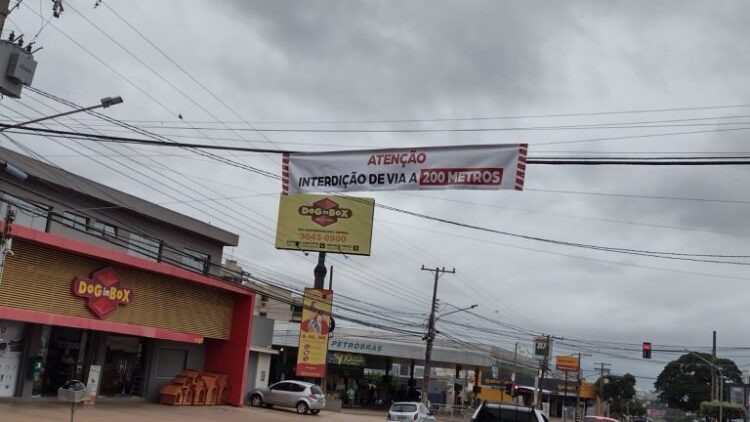 ATENÇÃO
INTERDIÇÃO DE VIA A 200 METROS
DOG IN BOX
3043-0900
DOG IN BOX
PETROBRAS